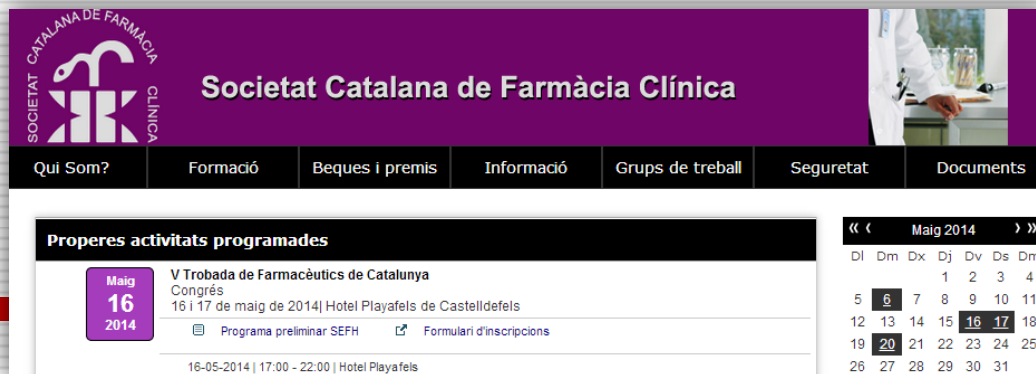 SOCIETAT CATALANA DE FARMÀCIA CLÍNICA
Societat Catalana de Farmàcia Clínica
Qui Som? Formació Beques i premis Informació Grups de treball Seguretat Documents
Properes activitats programades
Maig
16
2014
V Trobada de Farmacèutics de Catalunya
Congrés
16 i 17 de maig de 2014| Hotel Playafels de Castelldefels
Programa preliminar SEFH Formulari d'inscripcions
16-05-2014 | 17:00 - 22:00 | Hotel Playafels
« ‹ Maig 2014 › »
Dl Dm Dx Dj Dv Ds Dm
1 2 3 4
5 6 7 8 9 10 11
12 13 14 15 16 17 18
19 20 21 22 23 24 25
26 27 28 29 30 31